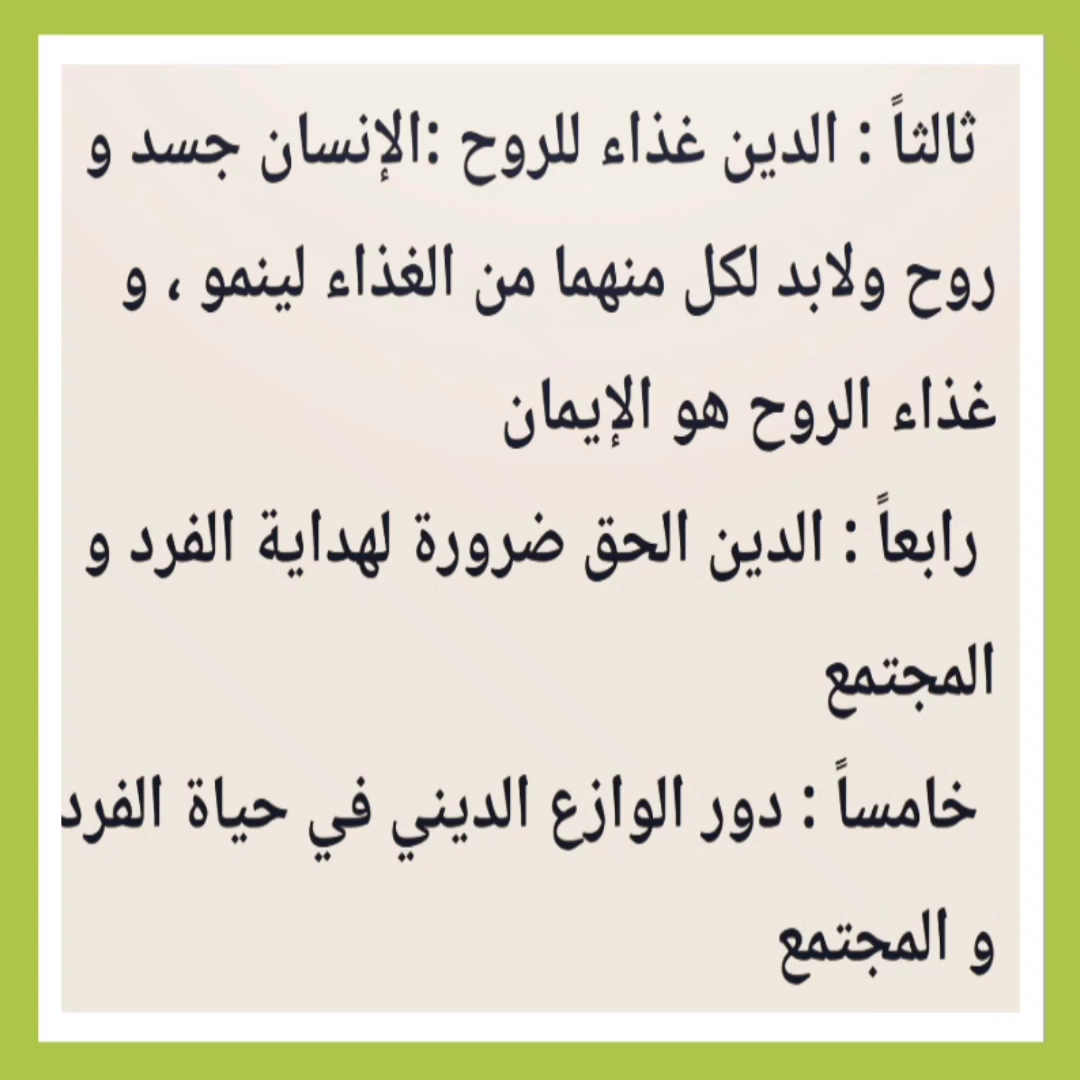 ثالثاً : الدين غذاء للروح :الإنسان جسد و
روح ولابد لكل منهما من الغذاء لينمو ، و
غذاء الروح هو الإيمان
رابعاً : الدين الحق ضرورة لهداية الفرد و
المجتمع
خامساً : دور الوازع الديني في حياة الفرد
و المجتمع